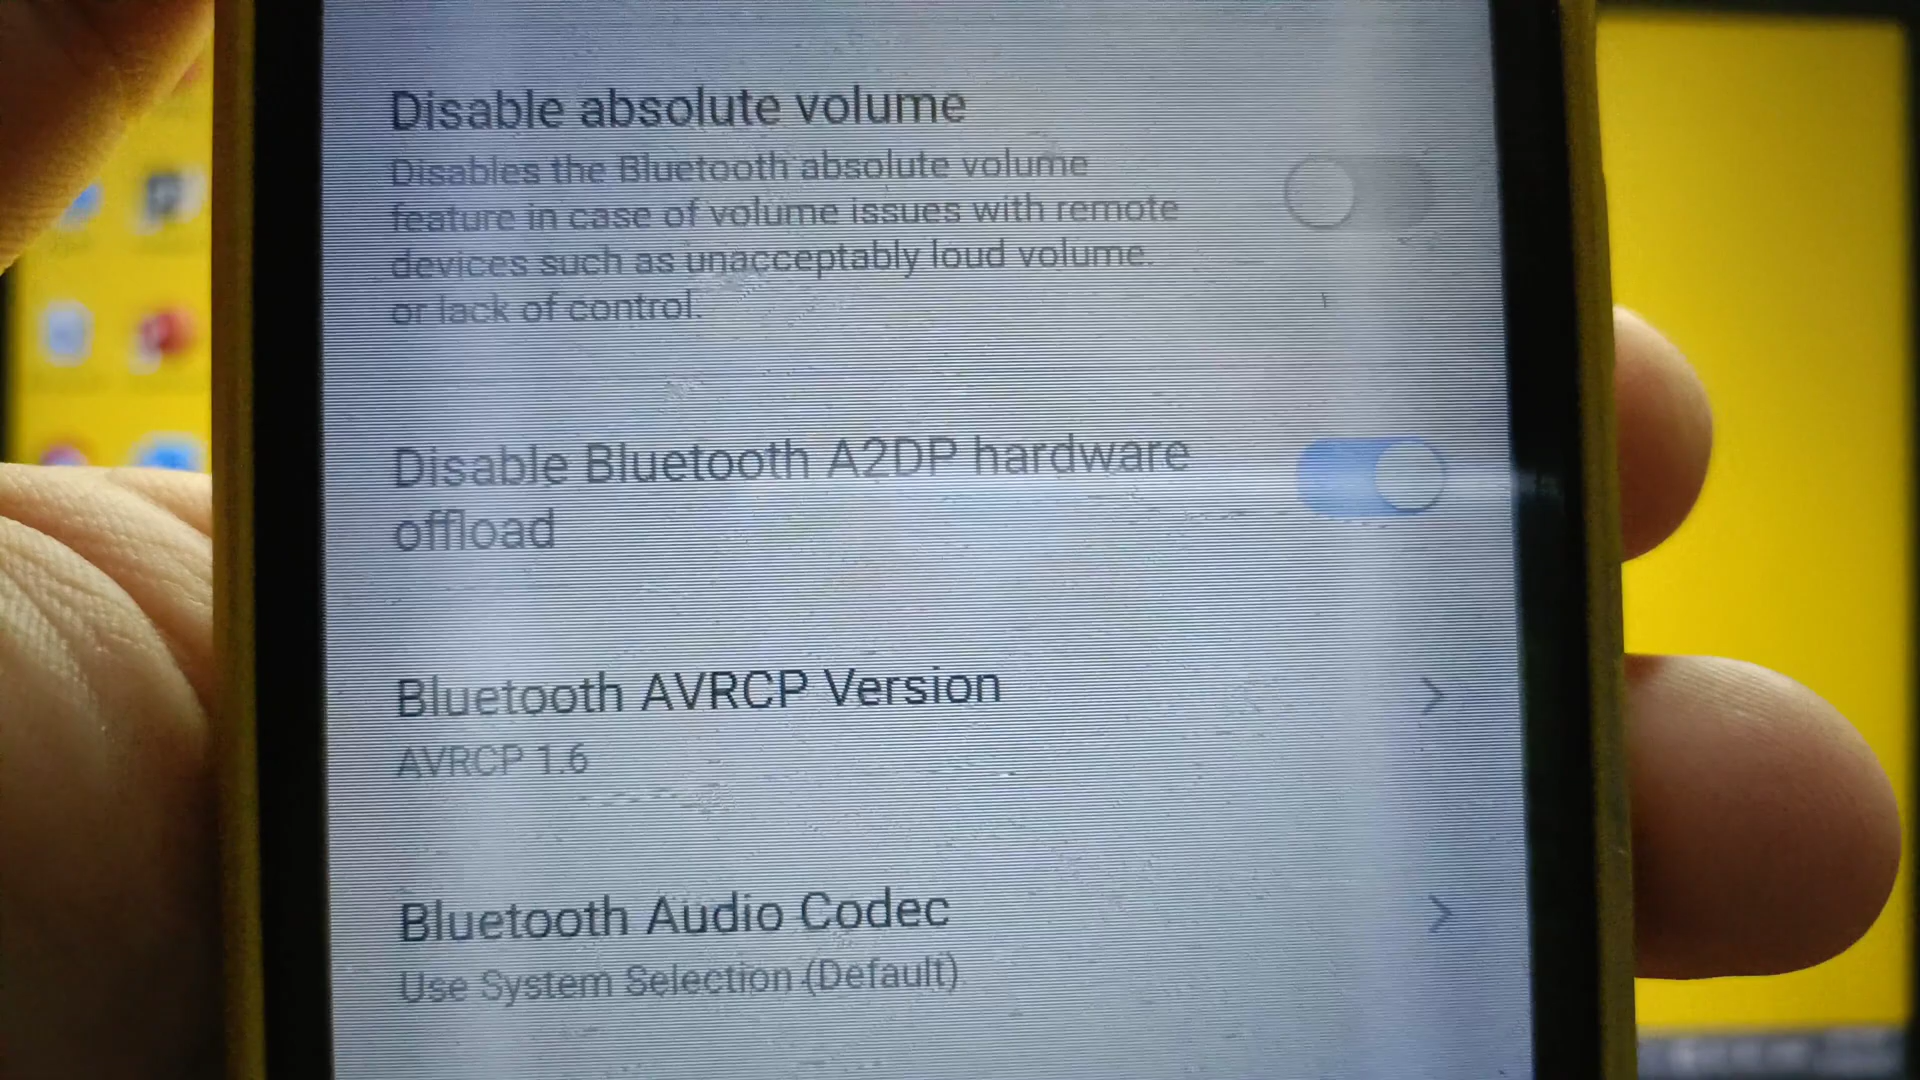 Disable absolute volume
Disables the Bluetooth absolute volume
feature in case of volume issues with remote
devices such as unacceptably loud volume.
or lack of control.
Disable Bluetooth A2DP hardware
offload
Bluetooth AVRCP Version
AVRCP 1.6
Bluetooth Audio Codec
Use System Selection (Default)